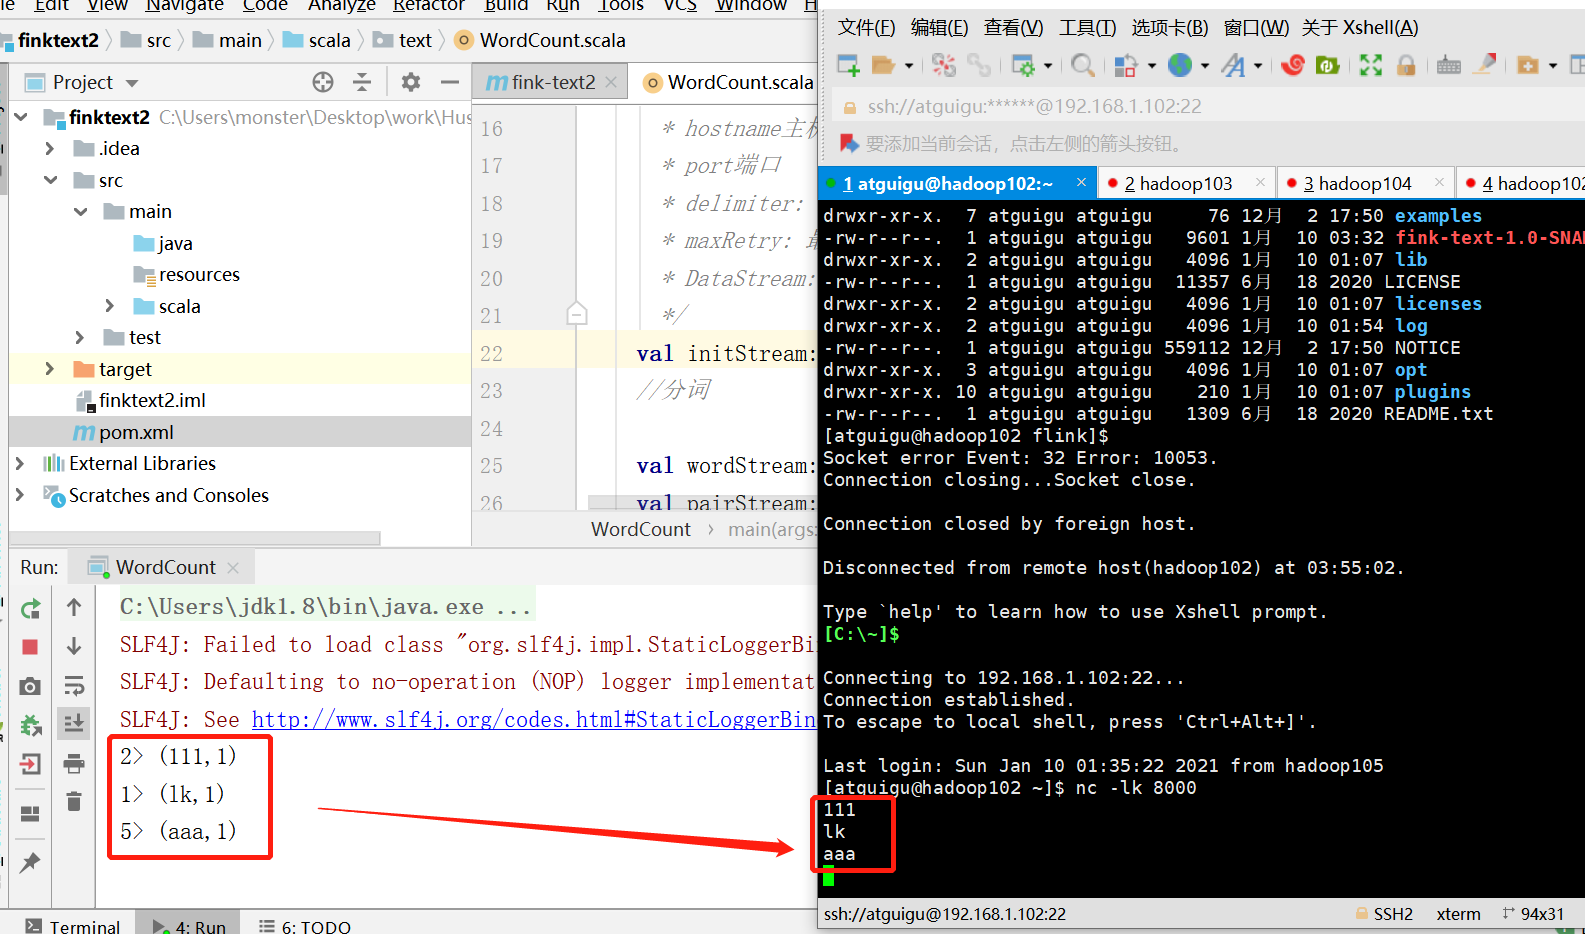 Edit View Navigate Code Analyze Refactor Build Run Tools VCS Window
finktext2 src main scala text WordCount.scala
Project
fink-text2 WordCount.scala
finktext2 C:\Users\monster\Desktop\work\Hus
.idea
src
main
java
resources
scala
test
target
finktext2.iml
pom.xml
External Libraries
Scratches and Consoles
16 * hostname主机
17 * port端口
18 * delimiter:
19 * maxRetry: 最
20 * DataStream:
21 */
22 val initStream:
23 //分词
24
25 val wordStream:
26 val pairStream:
WordCount > main(args:
Run: WordCount
C:\Users\jdk1.8\bin\java.exe ...
SLF4J: Failed to load class "org.slf4j.impl.StaticLoggerBin
SLF4J: Defaulting to no-operation (NOP) logger implementat
SLF4J: See http://www.slf4j.org/codes.html#StaticLoggerBin
2> (111,1)
1> (lk,1)
5> (aaa,1)
Terminal 4: Run 6: TODO
文件(F) 编辑(E) 查看(V) 工具(T) 选项卡(B) 窗口(W) 关于 Xshell(A)
ssh://atguigu:******@192.168.1.102:22
要添加当前会话，点击左侧的箭头按钮。
1 atguigu@hadoop102:~ 2 hadoop103 3 hadoop104 4 hadoop102
drwxr-xr-x. 7 atguigu atguigu 76 12月 2 17:50 examples
-rw-r--r--. 1 atguigu atguigu 9601 1月 10 03:32 fink-text-1.0-SNA
drwxr-xr-x. 2 atguigu atguigu 4096 1月 10 01:07 lib
-rw-r--r--. 1 atguigu atguigu 11357 6月 18 2020 LICENSE
drwxr-xr-x. 2 atguigu atguigu 4096 1月 10 01:07 licenses
drwxr-xr-x. 2 atguigu atguigu 4096 1月 10 01:54 log
-rw-r--r--. 1 atguigu atguigu 559112 12月 2 17:50 NOTICE
drwxr-xr-x. 3 atguigu atguigu 4096 1月 10 01:07 opt
drwxr-xr-x. 10 atguigu atguigu 210 1月 10 01:07 plugins
-rw-r--r--. 1 atguigu atguigu 1309 6月 18 2020 README.txt
[atguigu@hadoop102 flink]$
Socket error Event: 32 Error: 10053.
Connection closing...Socket close.
Connection closed by foreign host.
Disconnected from remote host(hadoop102) at 03:55:02.
Type `help' to learn how to use Xshell prompt.
[C:\~]$
Connecting to 192.168.1.102:22...
Connection established.
To escape to local shell, press 'Ctrl+Alt+]'.
Last login: Sun Jan 10 01:35:22 2021 from hadoop105
[atguigu@hadoop102 ~]$ nc -lk 8000
111
lk
aaa
ssh://atguigu@192.168.1.102:22 SSH2 xterm 94x31